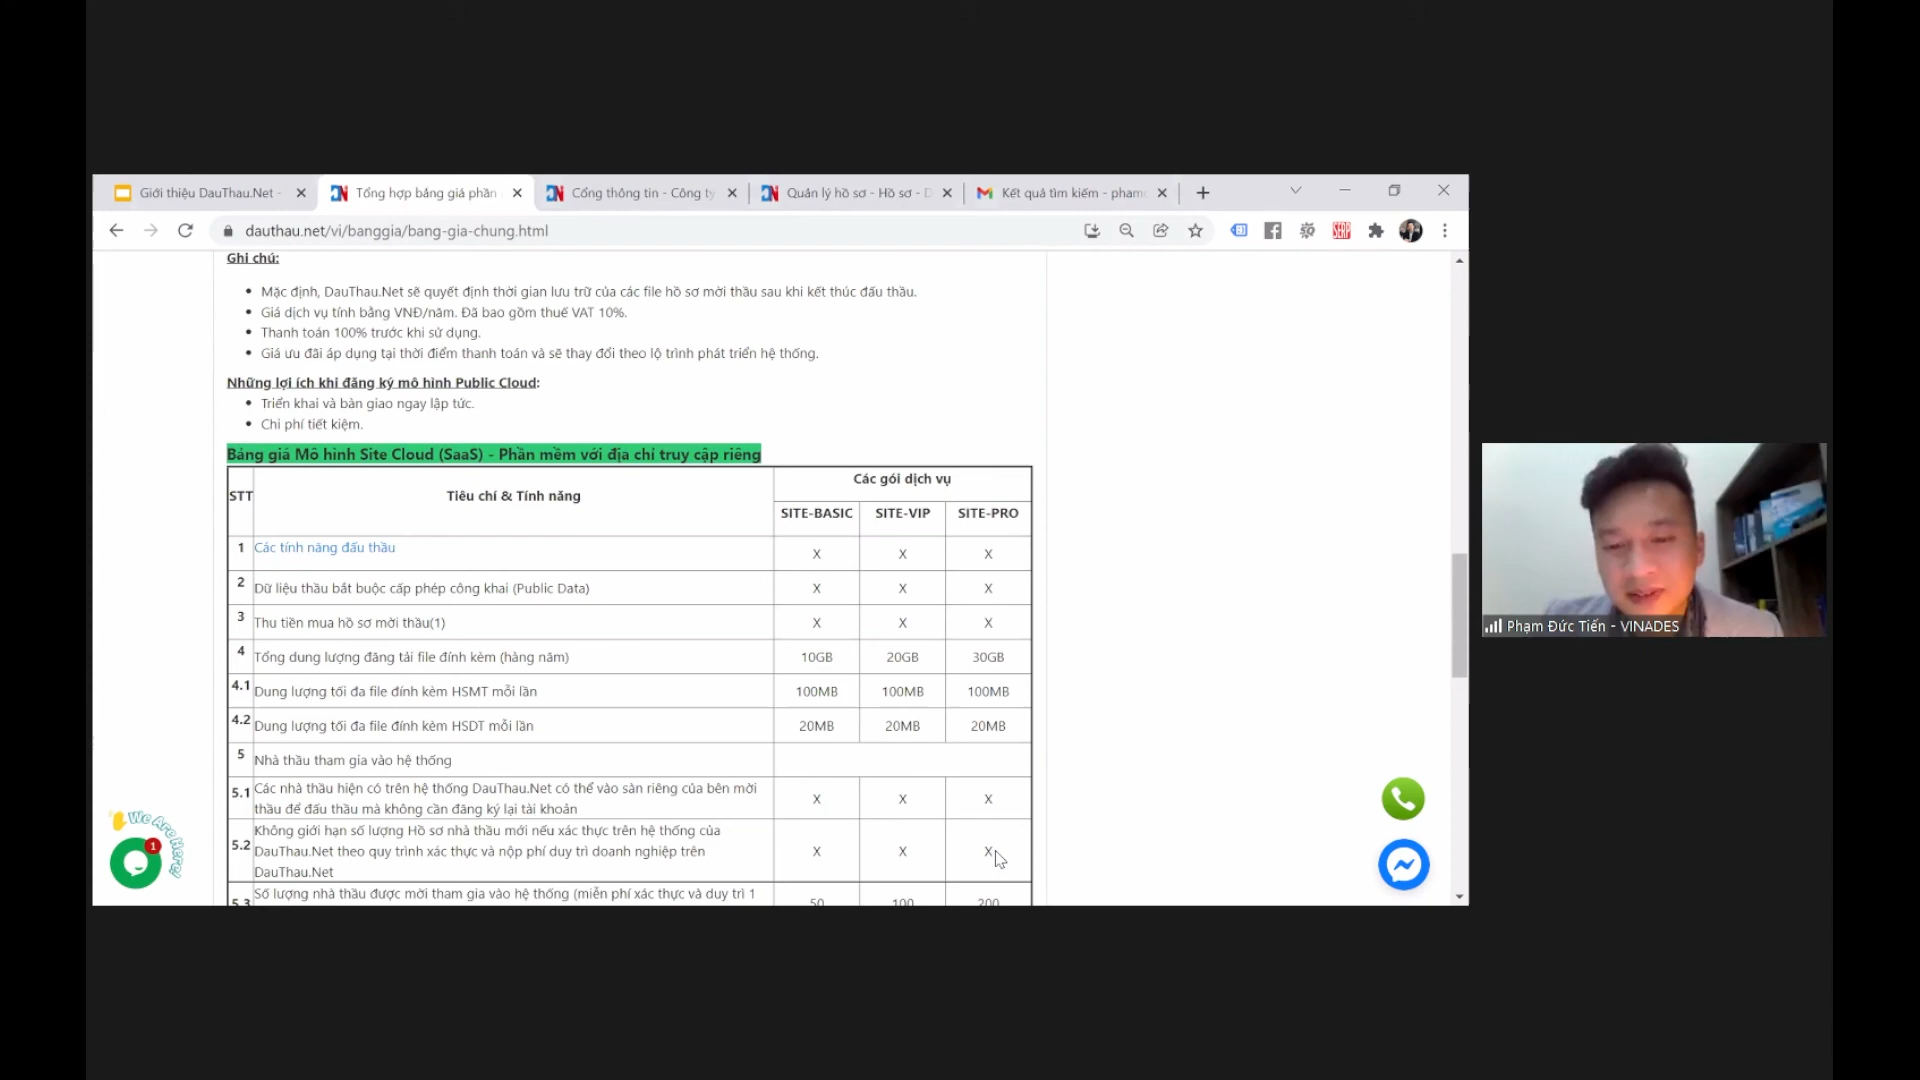 Giới thiệu DauThau.Net -
Tổng hợp bảng giá phần
Cổng thông tin - Công ty
Quản lý hồ sơ - Hồ sơ - D
Kết quả tìm kiếm - phamd
dauthau.net/vi/banggia/bang-gia-chung.html
SERP
Ghi chú:
Mặc định, DauThau.Net sẽ quyết định thời gian lưu trữ của các file hồ sơ mời thầu sau khi kết thúc đấu thầu.
Giá dịch vụ tính bằng VNĐ/năm. Đã bao gồm thuế VAT 10%.
Thanh toán 100% trước khi sử dụng.
Giá ưu đãi áp dụng tại thời điểm thanh toán và sẽ thay đổi theo lộ trình phát triển hệ thống.
Những lợi ích khi đăng ký mô hình Public Cloud:
Triển khai và bàn giao ngay lập tức.
Chi phí tiết kiệm.
Bảng giá Mô hình Site Cloud (SaaS) - Phần mềm với địa chỉ truy cập riêng
STT Tiêu chí & Tính năng Các gói dịch vụ
SITE-BASIC SITE-VIP SITE-PRO
1 Các tính năng đấu thầu X X X
2 Dữ liệu thầu bắt buộc cấp phép công khai (Public Data) X X X
3 Thu tiền mua hồ sơ mời thầu(1) X X X
4 Tổng dung lượng đăng tải file đính kèm (hàng năm) 10GB 20GB 30GB
4.1 Dung lượng tối đa file đính kèm HSMT mỗi lần 100MB 100MB 100MB
4.2 Dung lượng tối đa file đính kèm HSDT mỗi lần 20MB 20MB 20MB
5 Nhà thầu tham gia vào hệ thống
5.1 Các nhà thầu hiện có trên hệ thống DauThau.Net có thể vào sàn riêng của bên mời
thầu để đấu thầu mà không cần đăng ký lại tài khoản X X X
5.2 Không giới hạn số lượng Hồ sơ nhà thầu mới nếu xác thực trên hệ thống của
DauThau.Net theo quy trình xác thực và nộp phí duy trì doanh nghiệp trên
DauThau.Net X X X
5.3 Số lượng nhà thầu được mời tham gia vào hệ thống (miễn phí xác thực và duy trì 1
50 100 200
We Are Here!
1
Phạm Đức Tiến - VINADES